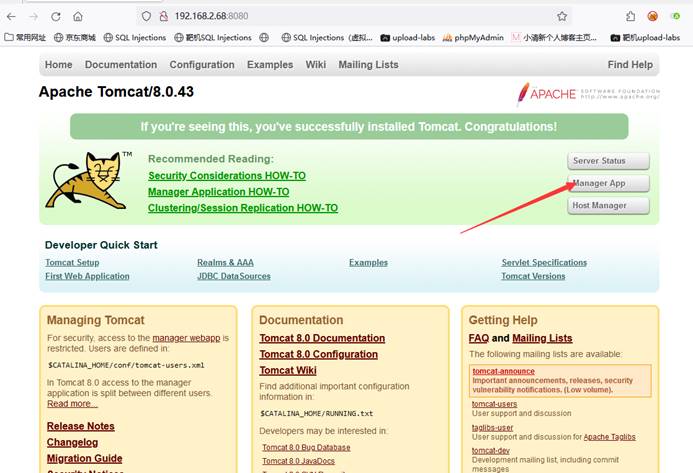 192.168.2.68:8080
常用网址 京东商城 SQL Injections 靶机SQL Injections SQL Injections（虚拟... upload-labs phpMyAdmin 小清新个人博客主页... 靶机upload-labs
Home Documentation Configuration Examples Wiki Mailing Lists Find Help
Apache Tomcat/8.0.43
APACHE SOFTWARE FOUNDATION
http://www.apache.org/
If you're seeing this, you've successfully installed Tomcat. Congratulations!
TM
Recommended Reading:
Security Considerations HOW-TO
Manager Application HOW-TO
Clustering/Session Replication HOW-TO
Server Status
Manager App
Host Manager
Developer Quick Start
Tomcat Setup Realms & AAA Examples Servlet Specifications
First Web Application JDBC DataSources Tomcat Versions
Managing Tomcat
For security, access to the manager webapp is
restricted. Users are defined in:
$CATALINA_HOME/conf/tomcat-users.xml
In Tomcat 8.0 access to the manager
application is split between different users.
Read more...
Release Notes
Changelog
Migration Guide
Security Notices
Documentation
Tomcat 8.0 Documentation
Tomcat 8.0 Configuration
Tomcat Wiki
Find additional important configuration
information in:
$CATALINA_HOME/RUNNING.txt
Developers may be interested in:
Tomcat 8.0 Bug Database
Tomcat 8.0 JavaDocs
Getting Help
FAQ and Mailing Lists
The following mailing lists are available:
tomcat-announce
Important announcements, releases, security
vulnerability notifications. (Low volume).
tomcat-users
User support and discussion
taglibs-user
User support and discussion for Apache Taglibs
tomcat-dev
Development mailing list, including commit
messages